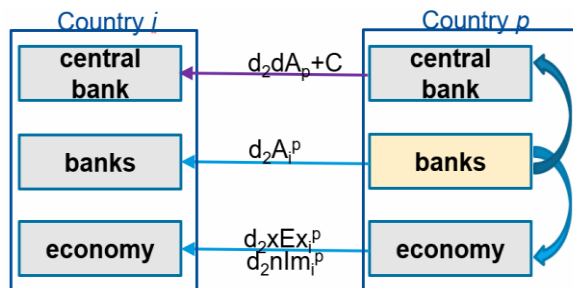 Country i
Country p
central
bank
d₂dAₚ+C
central
bank
banks
d₂Aᵢᵖ
banks
economy
d₂xExᵢᵖ
d₂nImᵢᵖ
economy